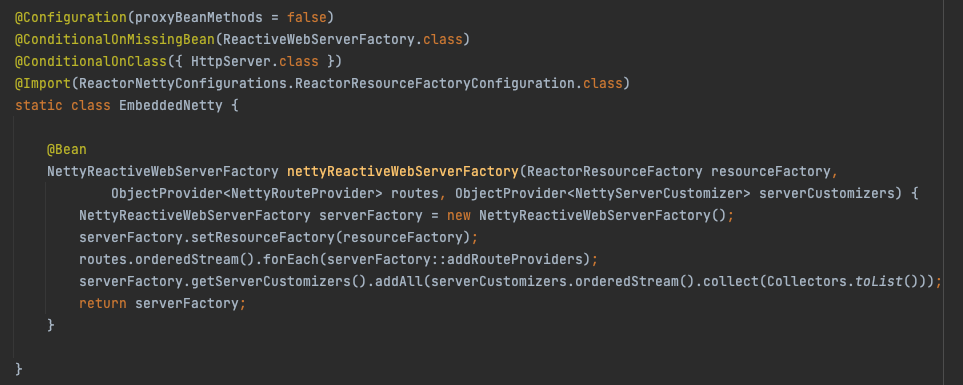 @Configuration(proxyBeanMethods = false)
@ConditionalOnMissingBean(ReactiveWebServerFactory.class)
@ConditionalOnClass({ HttpServer.class })
@Import(ReactorNettyConfigurations.ReactorResourceFactoryConfiguration.class)
static class EmbeddedNetty {
@Bean
NettyReactiveWebServerFactory nettyReactiveWebServerFactory(ReactorResourceFactory resourceFactory,
ObjectProvider<NettyRouteProvider> routes, ObjectProvider<NettyServerCustomizer> serverCustomizers) {
NettyReactiveWebServerFactory serverFactory = new NettyReactiveWebServerFactory();
serverFactory.setResourceFactory(resourceFactory);
routes.orderedStream().forEach(serverFactory::addRouteProviders);
serverFactory.getServerCustomizers().addAll(serverCustomizers.orderedStream().collect(Collectors.toList()));
return serverFactory;
}
}